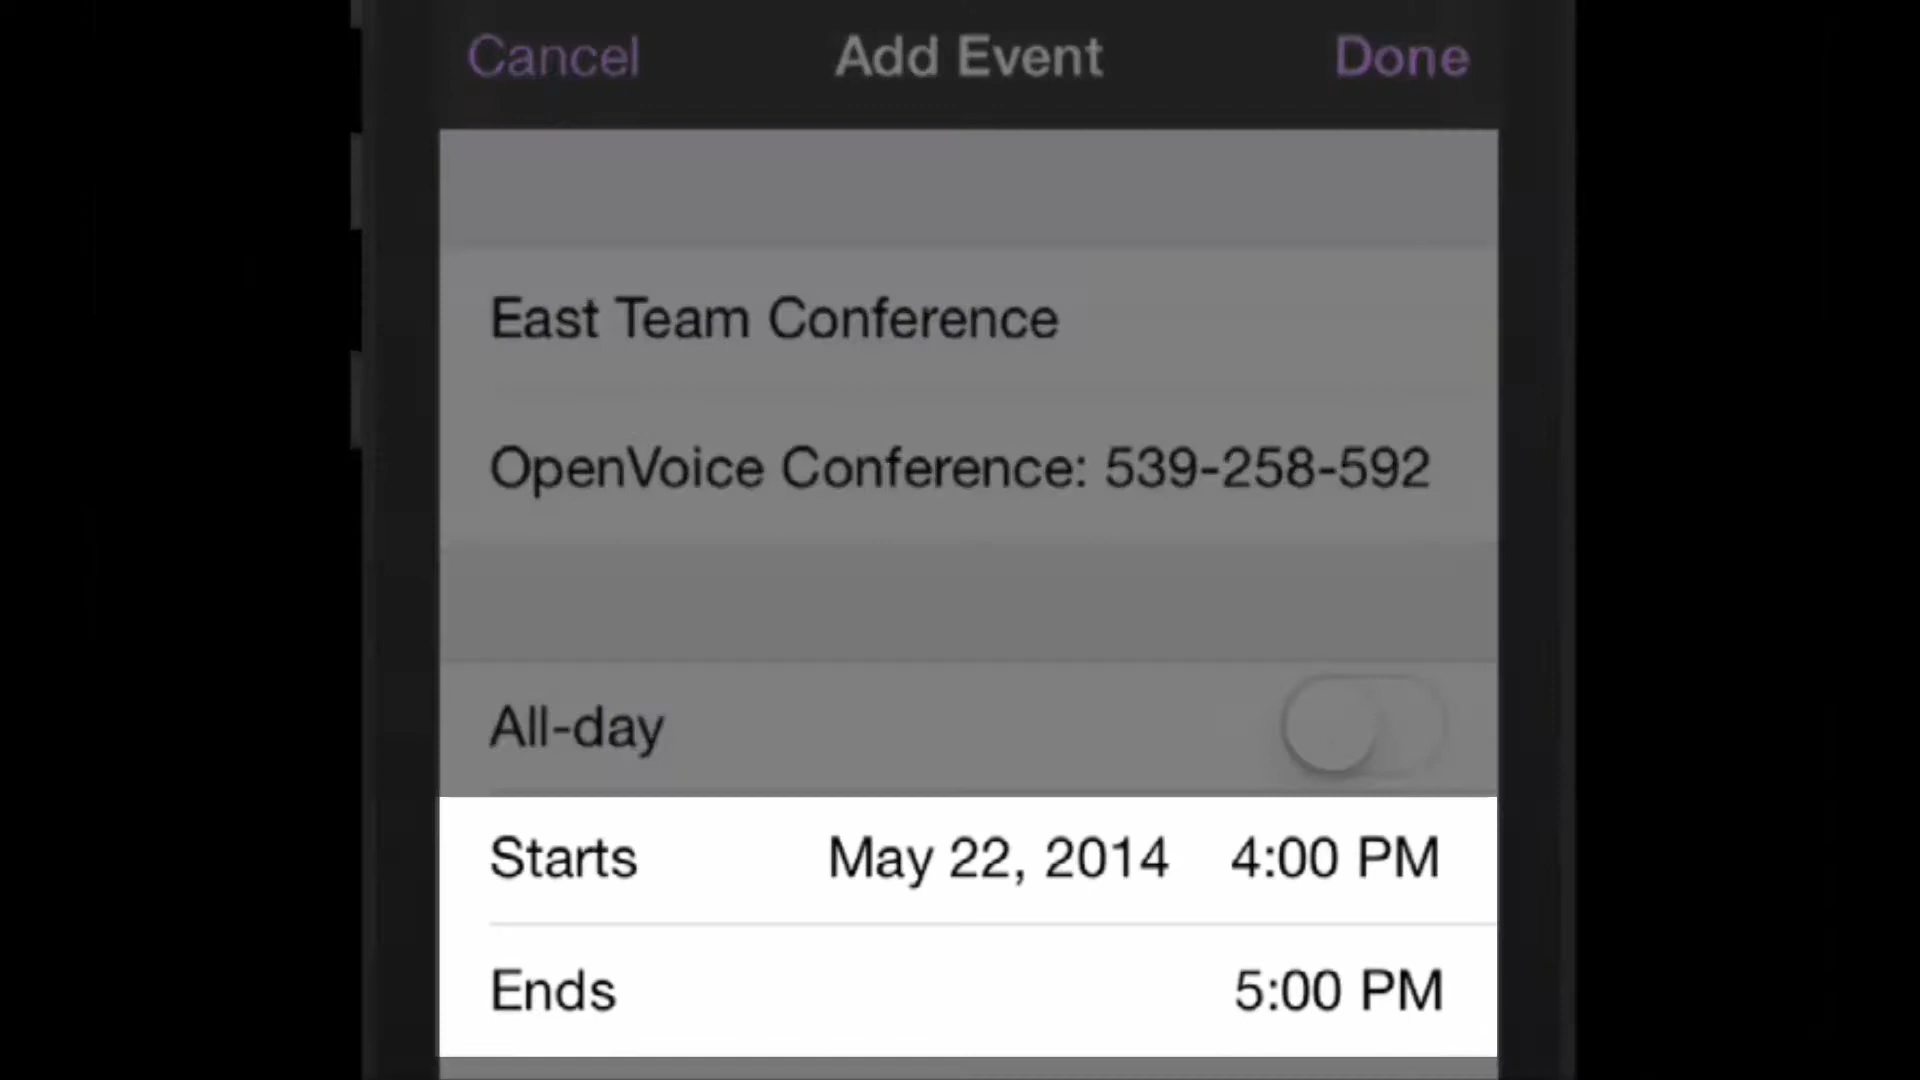 Cancel Add Event Done
East Team Conference
OpenVoice Conference: 539-258-592
All-day
Starts May 22, 2014 4:00 PM
Ends 5:00 PM